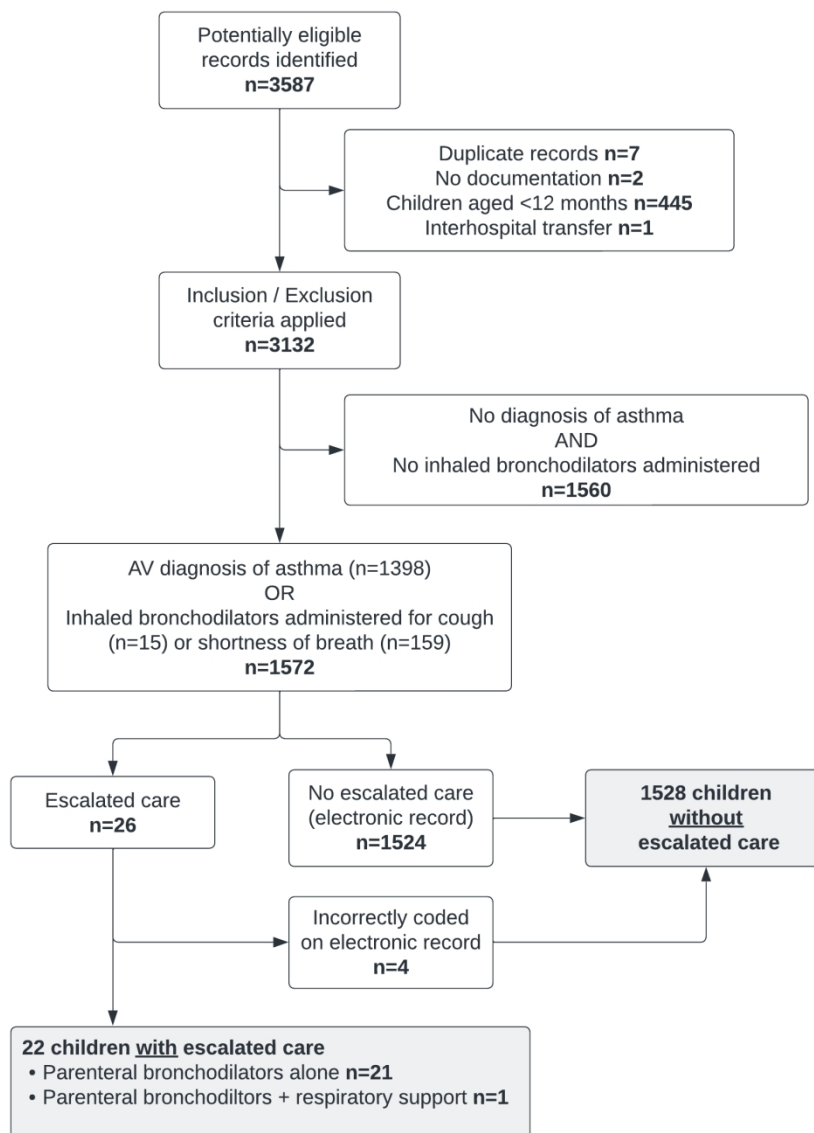 Potentially eligible
records identified
n=3587
Duplicate records n=7
No documentation n=2
Children aged <12 months n=445
Interhospital transfer n=1
Inclusion / Exclusion
criteria applied
n=3132
No diagnosis of asthma
AND
No inhaled bronchodilators administered
n=1560
AV diagnosis of asthma (n=1398)
OR
Inhaled bronchodilators administered for cough
(n=15) or shortness of breath (n=159)
n=1572
Escalated care
n=26
No escalated care
(electronic record)
n=1524
1528 children
without
escalated care
Incorrectly coded
on electronic record
n=4
22 children with escalated care
• Parenteral bronchodilators alone n=21
• Parenteral bronchodiltors + respiratory support n=1